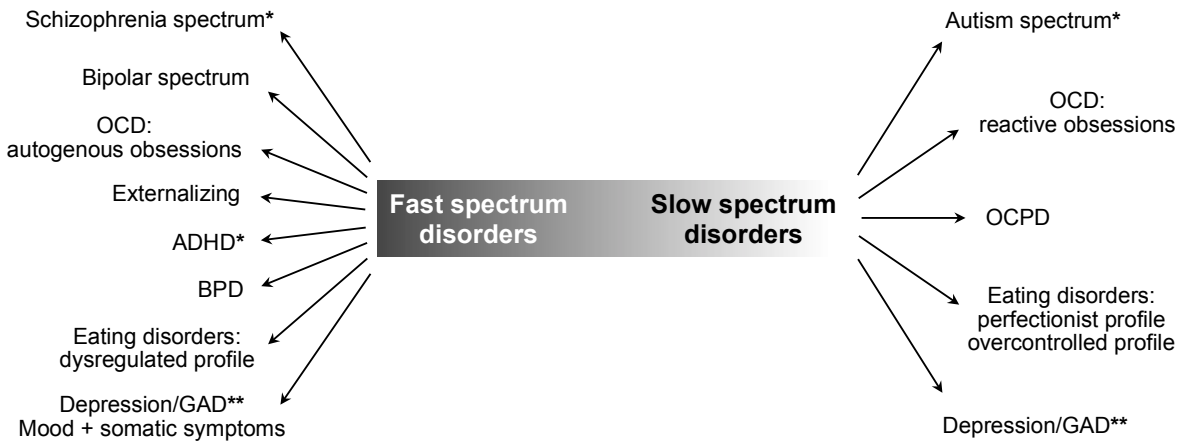 Schizophrenia spectrum*
Bipolar spectrum
OCD:
autogenous obsessions
Externalizing
ADHD*
BPD
Eating disorders:
dysregulated profile
Depression/GAD**
Mood + somatic symptoms
Fast spectrum
disorders
Slow spectrum
disorders
Autism spectrum*
OCD:
reactive obsessions
OCPD
Eating disorders:
perfectionist profile
overcontrolled profile
Depression/GAD**